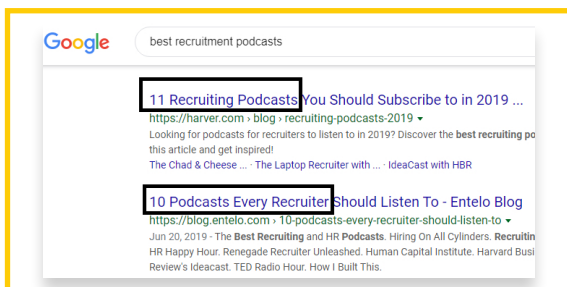 Google
best recruitment podcasts
11 Recruiting Podcasts You Should Subscribe to in 2019 ...
https://harver.com › blog › recruiting-podcasts-2019
Looking for podcasts for recruiters to listen to in 2019? Discover the best recruiting po
this article and get inspired!
The Chad & Cheese ... · The Laptop Recruiter with ... · IdeaCast with HBR
10 Podcasts Every Recruiter Should Listen To - Entelo Blog
https://blog.entelo.com › 10-podcasts-every-recruiter-should-listen-to
Jun 20, 2019 - The Best Recruiting and HR Podcasts. Hiring On All Cylinders. Recruitin
HR Happy Hour. Renegade Recruiter Unleashed. Human Capital Institute. Harvard Busi
Review's Ideacast. TED Radio Hour. How I Built This.